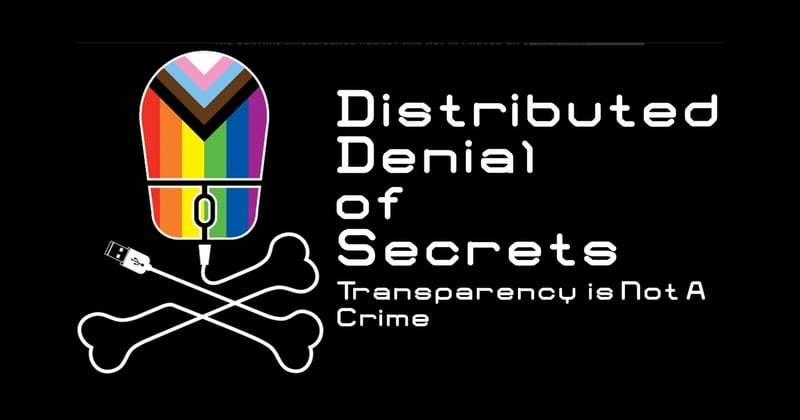 Distributed
Denial
of
Secrets
Transparency is Not A
Crime